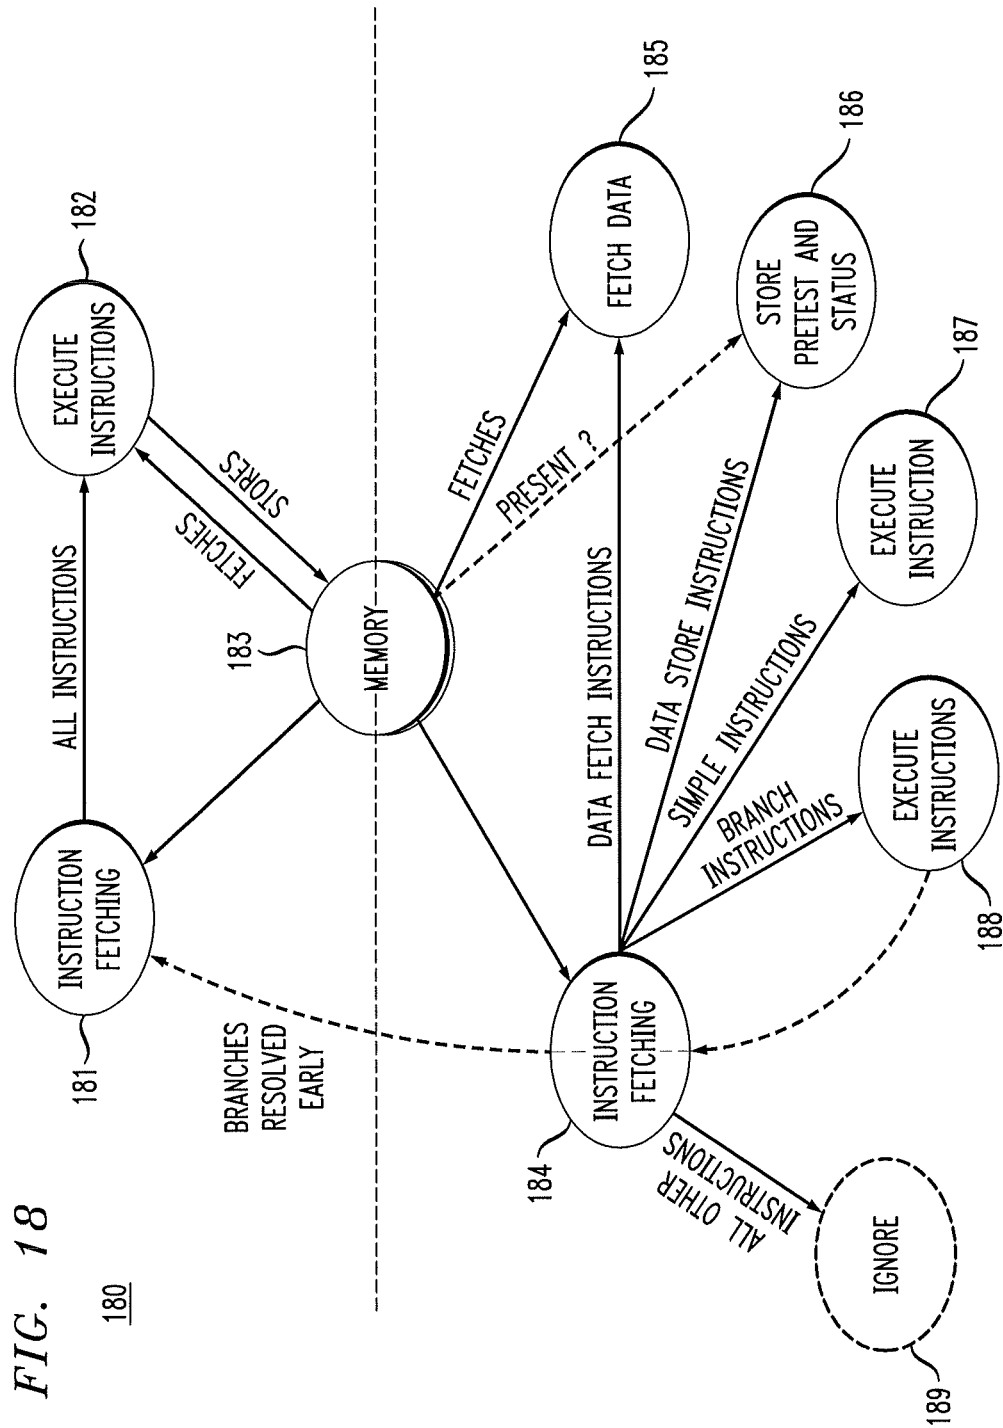 FIG. 18
180
181
INSTRUCTION
FETCHING
ALL INSTRUCTIONS
EXECUTE
INSTRUCTIONS
182
BRANCHES
RESOLVED
EARLY
183
MEMORY
FETCHES
STORES
184
INSTRUCTION
FETCHING
FETCHES
PRESENT ?
DATA FETCH INSTRUCTIONS
FETCH DATA
185
DATA STORE INSTRUCTIONS
STORE
PRETEST AND
STATUS
186
SIMPLE INSTRUCTIONS
EXECUTE
INSTRUCTION
187
BRANCH
INSTRUCTIONS
EXECUTE
INSTRUCTIONS
188
ALL OTHER
INSTRUCTIONS
IGNORE
189